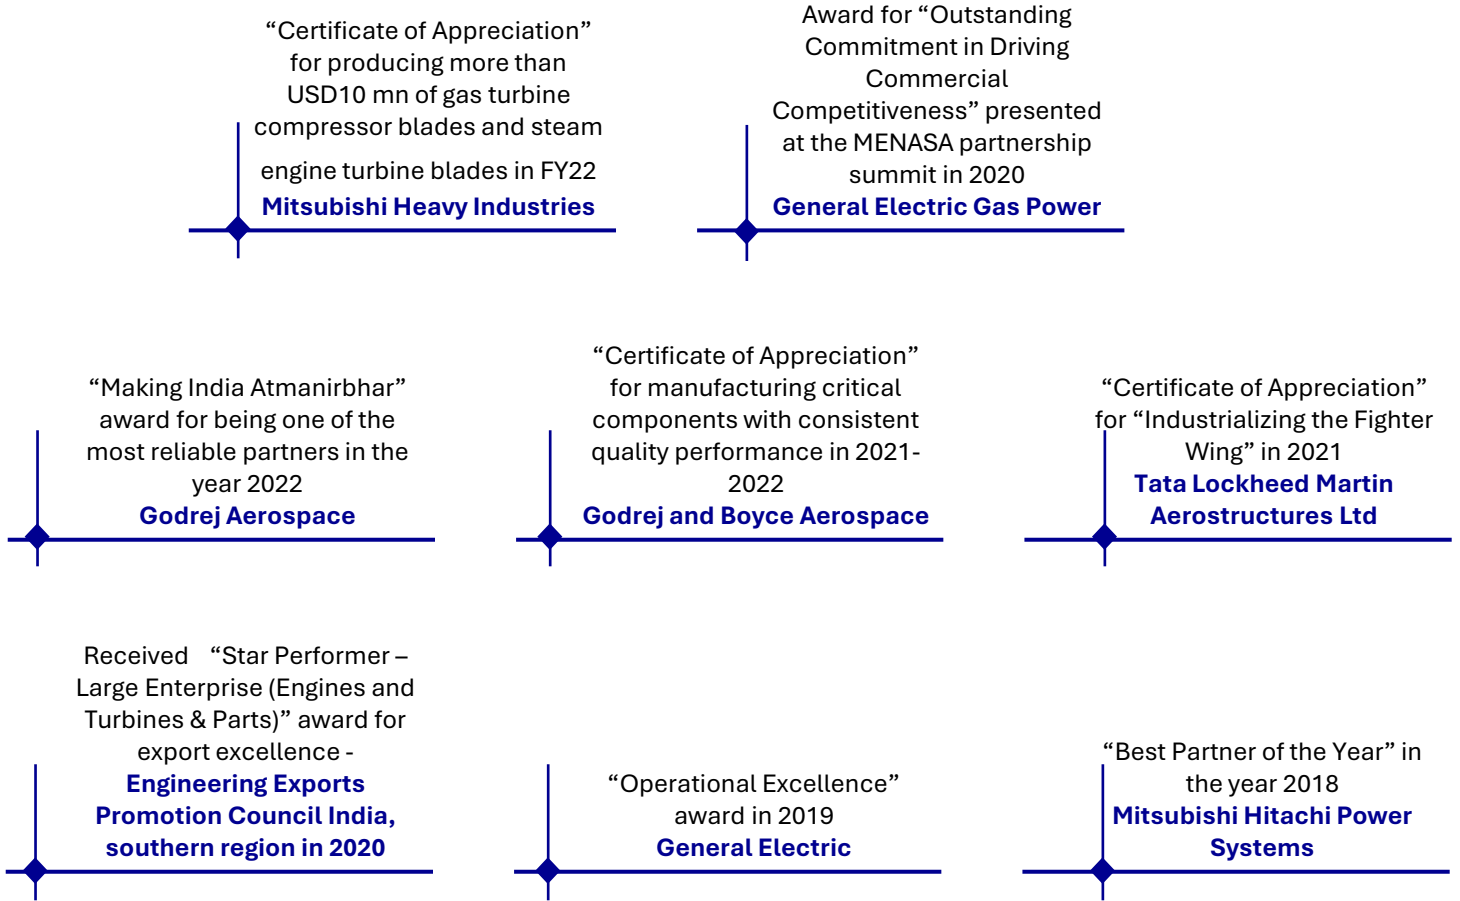 “Certificate of Appreciation”
for producing more than
USD10 mn of gas turbine
compressor blades and steam
engine turbine blades in FY22
Mitsubishi Heavy Industries
Award for “Outstanding
Commitment in Driving
Commercial
Competitiveness” presented
at the MENASA partnership
summit in 2020
General Electric Gas Power
“Making India Atmanirbhar”
award for being one of the
most reliable partners in the
year 2022
Godrej Aerospace
“Certificate of Appreciation”
for manufacturing critical
components with consistent
quality performance in 2021-
2022
Godrej and Boyce Aerospace
“Certificate of Appreciation”
for “Industrializing the Fighter
Wing” in 2021
Tata Lockheed Martin
Aerostructures Ltd
Received “Star Performer –
Large Enterprise (Engines and
Turbines & Parts)” award for
export excellence -
Engineering Exports
Promotion Council India,
southern region in 2020
“Operational Excellence”
award in 2019
General Electric
“Best Partner of the Year” in
the year 2018
Mitsubishi Hitachi Power
Systems